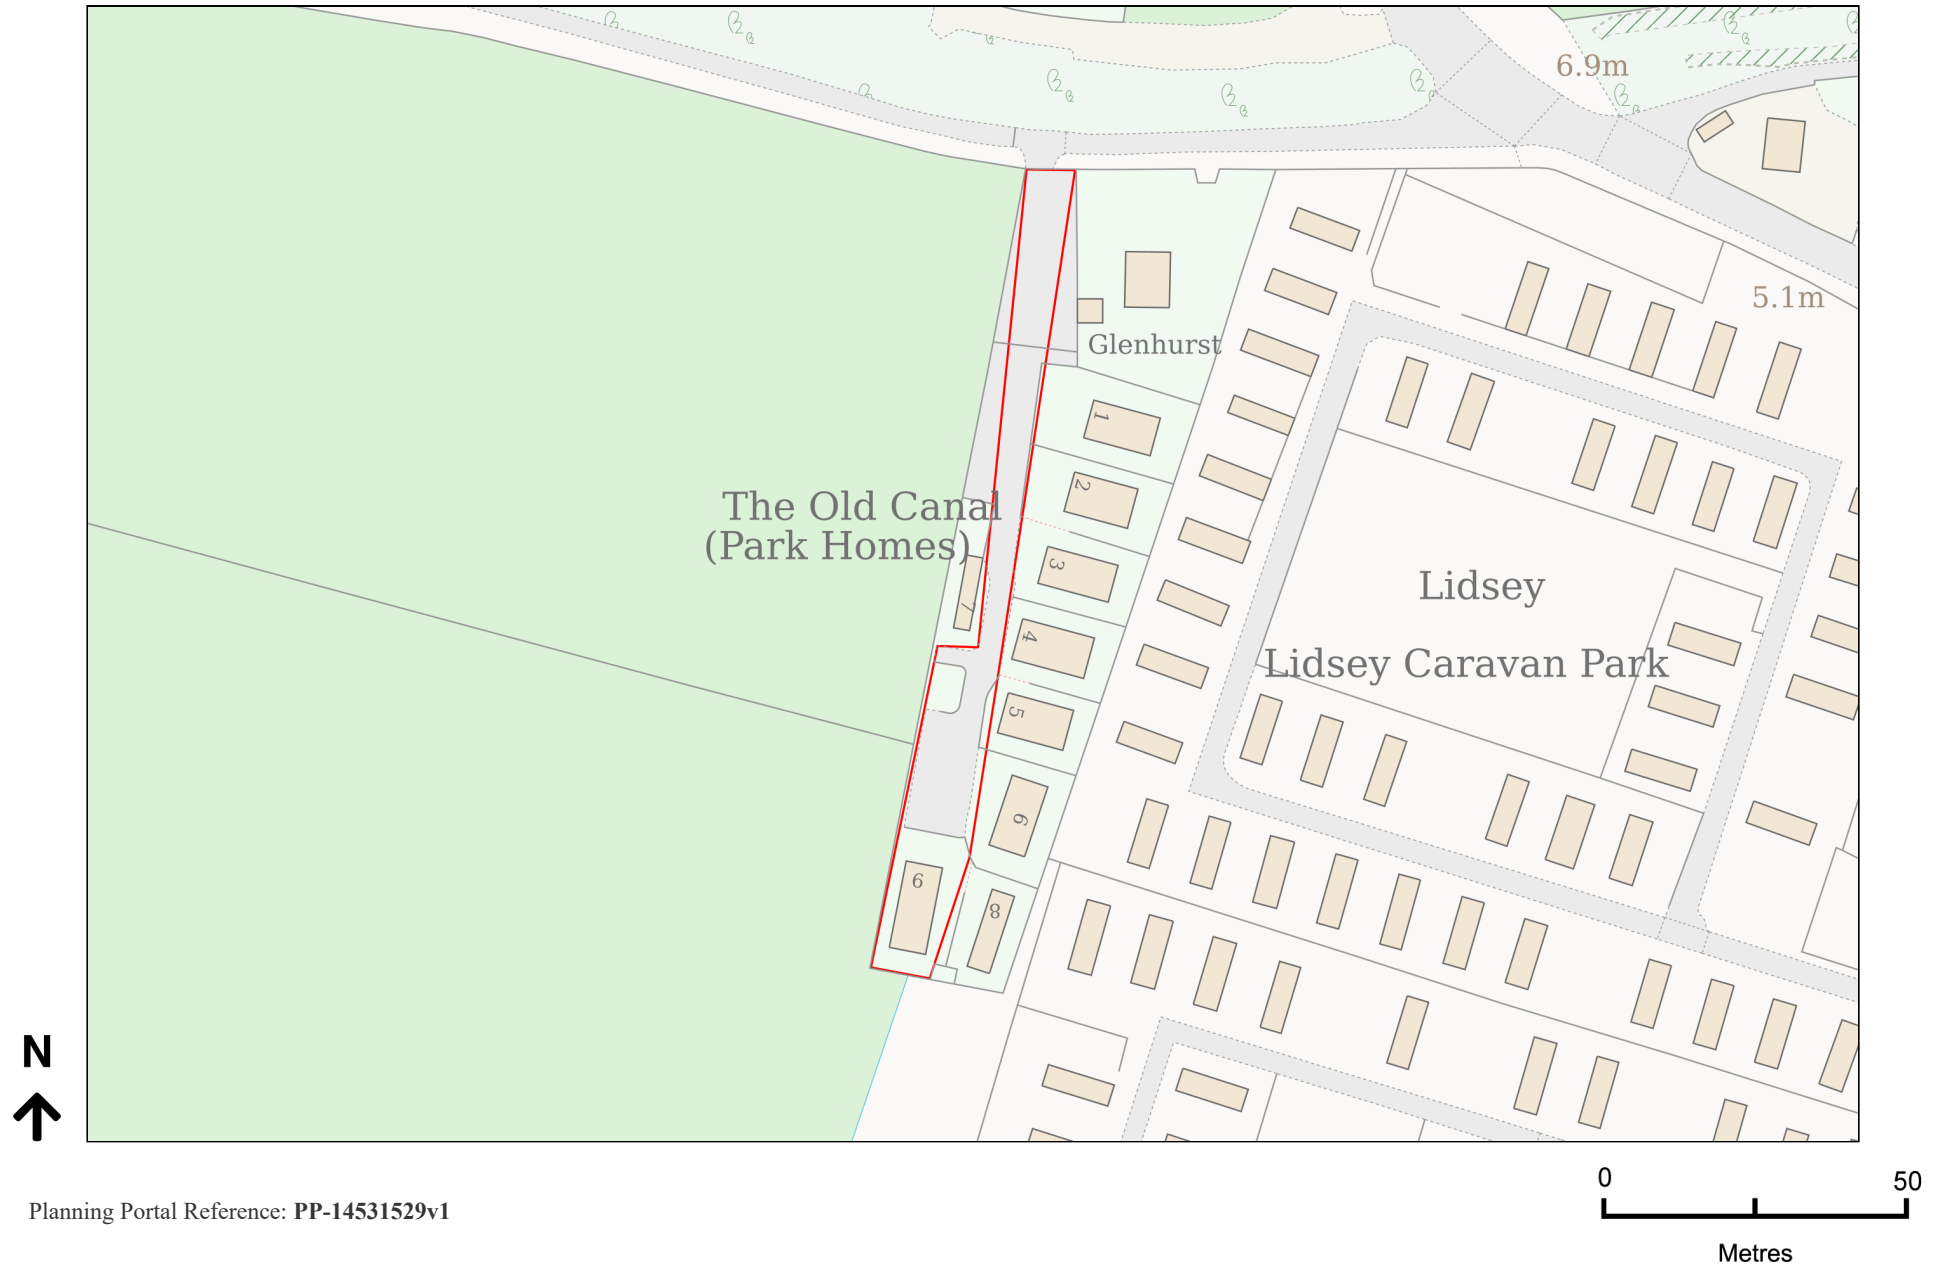 6.9m
5.1m
Glenhurst
1
2
The Old Canal
(Park Homes)
3
7
Lidsey
4
Lidsey Caravan Park
5
6
9
8
N
0
50
Metres
Planning Portal Reference: PP-14531529v1